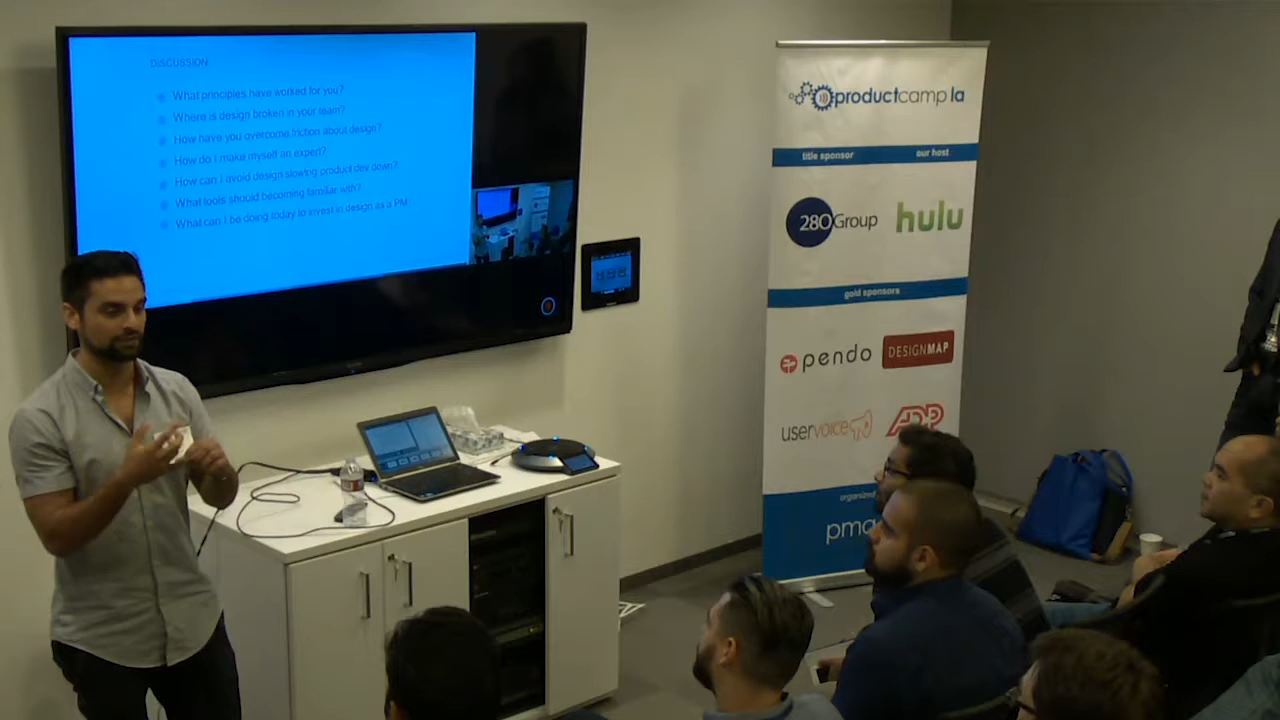 DISCUSSION
What principles have worked for you?
Where is design broken in your team?
How have you overcome friction about design?
How do I make myself an expert?
How can I avoid design slowing product dev down?
What tools should becoming familiar with?
What can I be doing today to invest in design as a PM
productcamp la
title sponsor our host
280Group hulu
gold sponsors
pendo DESIGNMAP
uservoice ADP
organized
pma